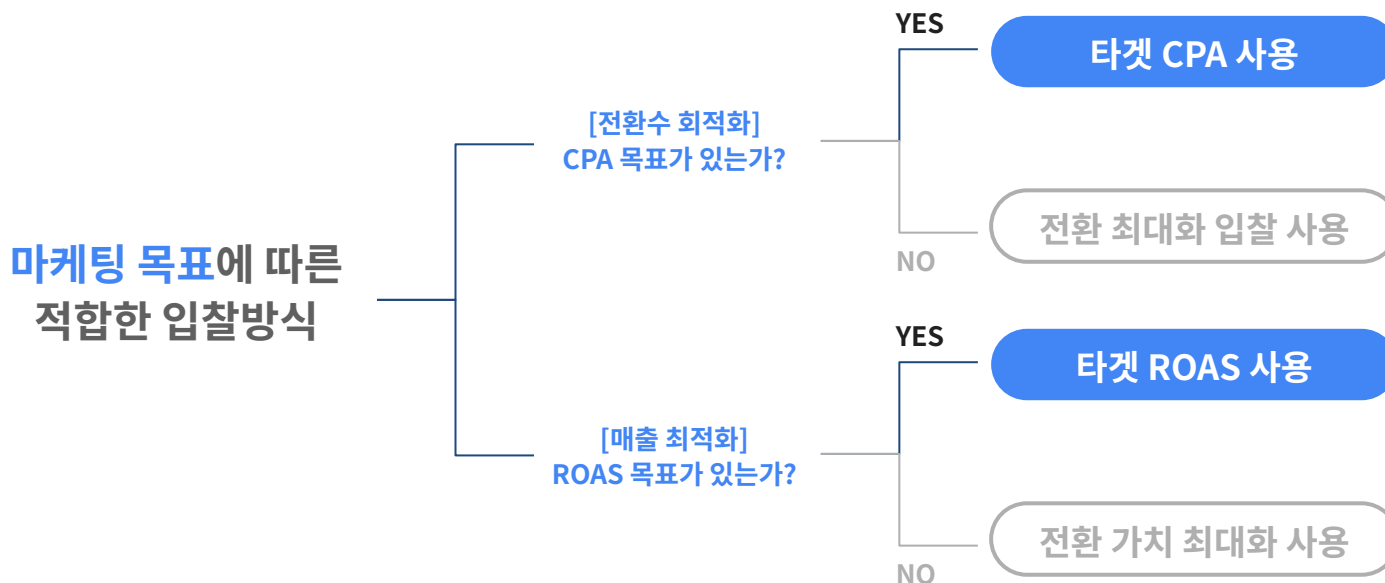 YES
타겟 CPA 사용
[전환수 회적화]
CPA 목표가 있는가?
전환 최대화 입찰 사용
NO
마케팅 목표에 따른
적합한 입찰방식
YES
타겟 ROAS 사용
[매출 최적화]
ROAS 목표가 있는가?
전환 가치 최대화 사용
NO